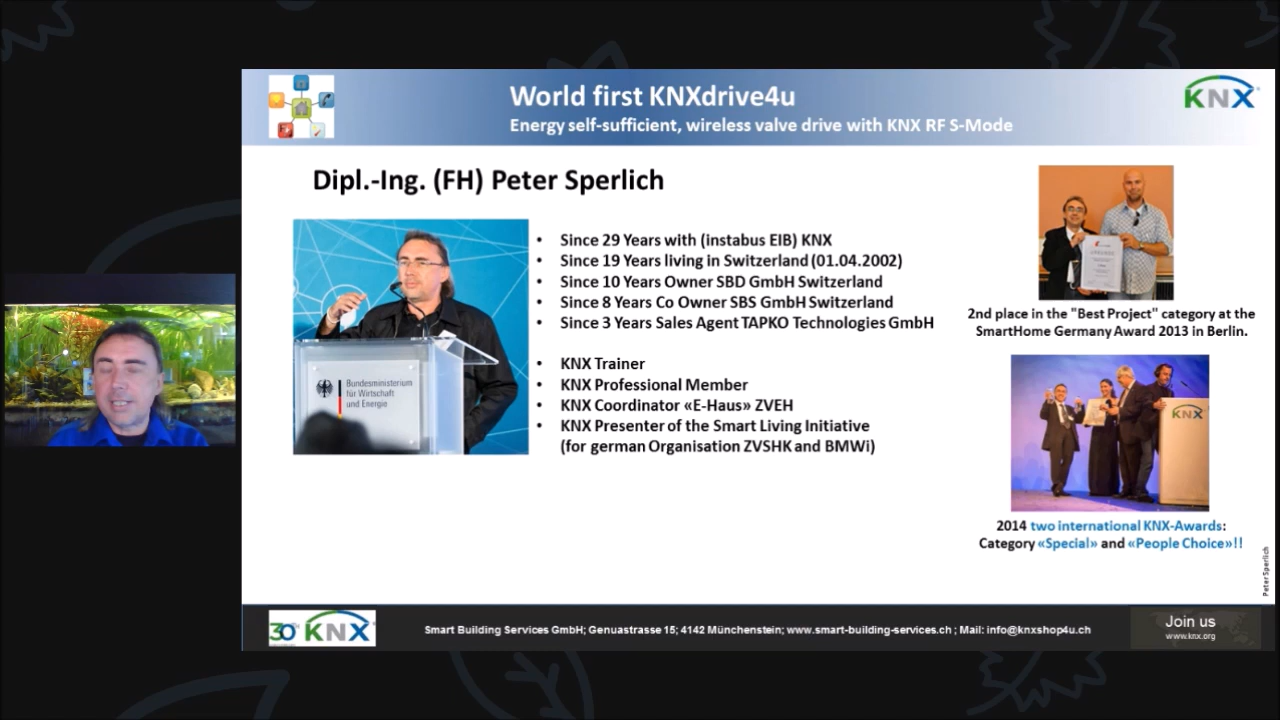 World first KNXdrive4u
Energy self-sufficient, wireless valve drive with KNX RF S-Mode
KNX
Dipl.-Ing. (FH) Peter Sperlich
Bundesministerium
für Wirtschaft
und Energie
• Since 29 Years with (instabus EIB) KNX
• Since 19 Years living in Switzerland (01.04.2002)
• Since 10 Years Owner SBD GmbH Switzerland
• Since 8 Years Co Owner SBS GmbH Switzerland
• Since 3 Years Sales Agent TAPKO Technologies GmbH
• KNX Trainer
• KNX Professional Member
• KNX Coordinator «E-Haus» ZVEH
• KNX Presenter of the Smart Living Initiative
(for german Organisation ZVSHK and BMWi)
2nd place in the "Best Project" category at the
SmartHome Germany Award 2013 in Berlin.
KNX
2014 two international KNX-Awards:
Category «Special» and «People Choice»!!
Peter Sperlich
30 KNX
Smart Building Services GmbH; Genuastrasse 15; 4142 Münchenstein; www.smart-building-services.ch ; Mail: info@knxshop4u.ch
Join us
www.knx.org